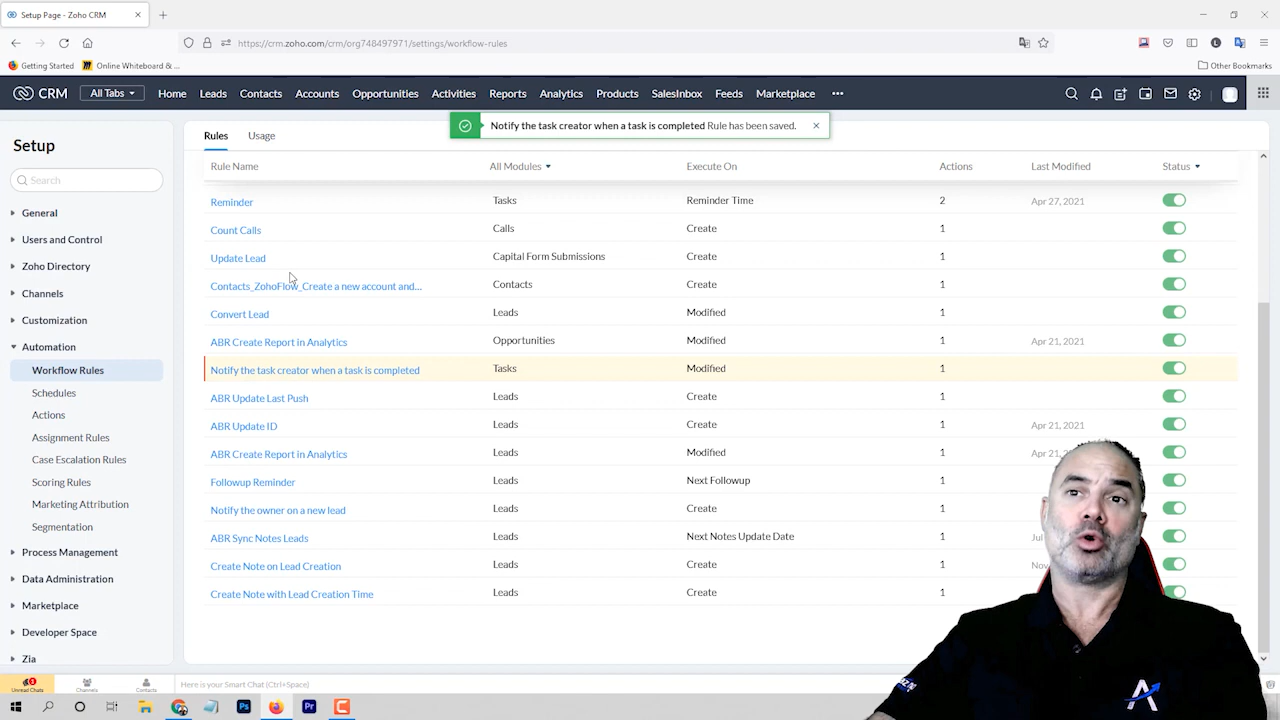 Setup Page - Zoho CRM
https://crm.zoho.com/crm/org748497971/settings/workflow-rules
Getting Started
Online Whiteboard & ...
Other Bookmarks
CRM
All Tabs
Home
Leads
Contacts
Accounts
Opportunities
Activities
Reports
Analytics
Products
SalesInbox
Feeds
Marketplace
Notify the task creator when a task is completed Rule has been saved.
Setup
Search
General
Users and Control
Zoho Directory
Channels
Customization
Automation
Workflow Rules
Schedules
Actions
Assignment Rules
Case Escalation Rules
Scoring Rules
Marketing Attribution
Segmentation
Process Management
Data Administration
Marketplace
Developer Space
Zia
Rules
Usage
Rule Name All Modules Execute On Actions Last Modified Status
Reminder Tasks Reminder Time 2 Apr 27, 2021
Count Calls Calls Create 1
Update Lead Capital Form Submissions Create 1
Contacts_ZohoFlow_Create a new account and... Contacts Create 1
Convert Lead Leads Modified 1
ABR Create Report in Analytics Opportunities Modified 1 Apr 21, 2021
Notify the task creator when a task is completed Tasks Modified 1
ABR Update Last Push Leads Create 1
ABR Update ID Leads Create 1 Apr 21, 2021
ABR Create Report in Analytics Leads Modified 1 Apr 21,
Followup Reminder Leads Next Followup 1
Notify the owner on a new lead Leads Create 1
ABR Sync Notes Leads Leads Next Notes Update Date 1 Jul
Create Note on Lead Creation Leads Create 1 Nov
Create Note with Lead Creation Time Leads Create 1
Unread Chats
Channels
Contacts
Here is your Smart Chat (Ctrl+Space)